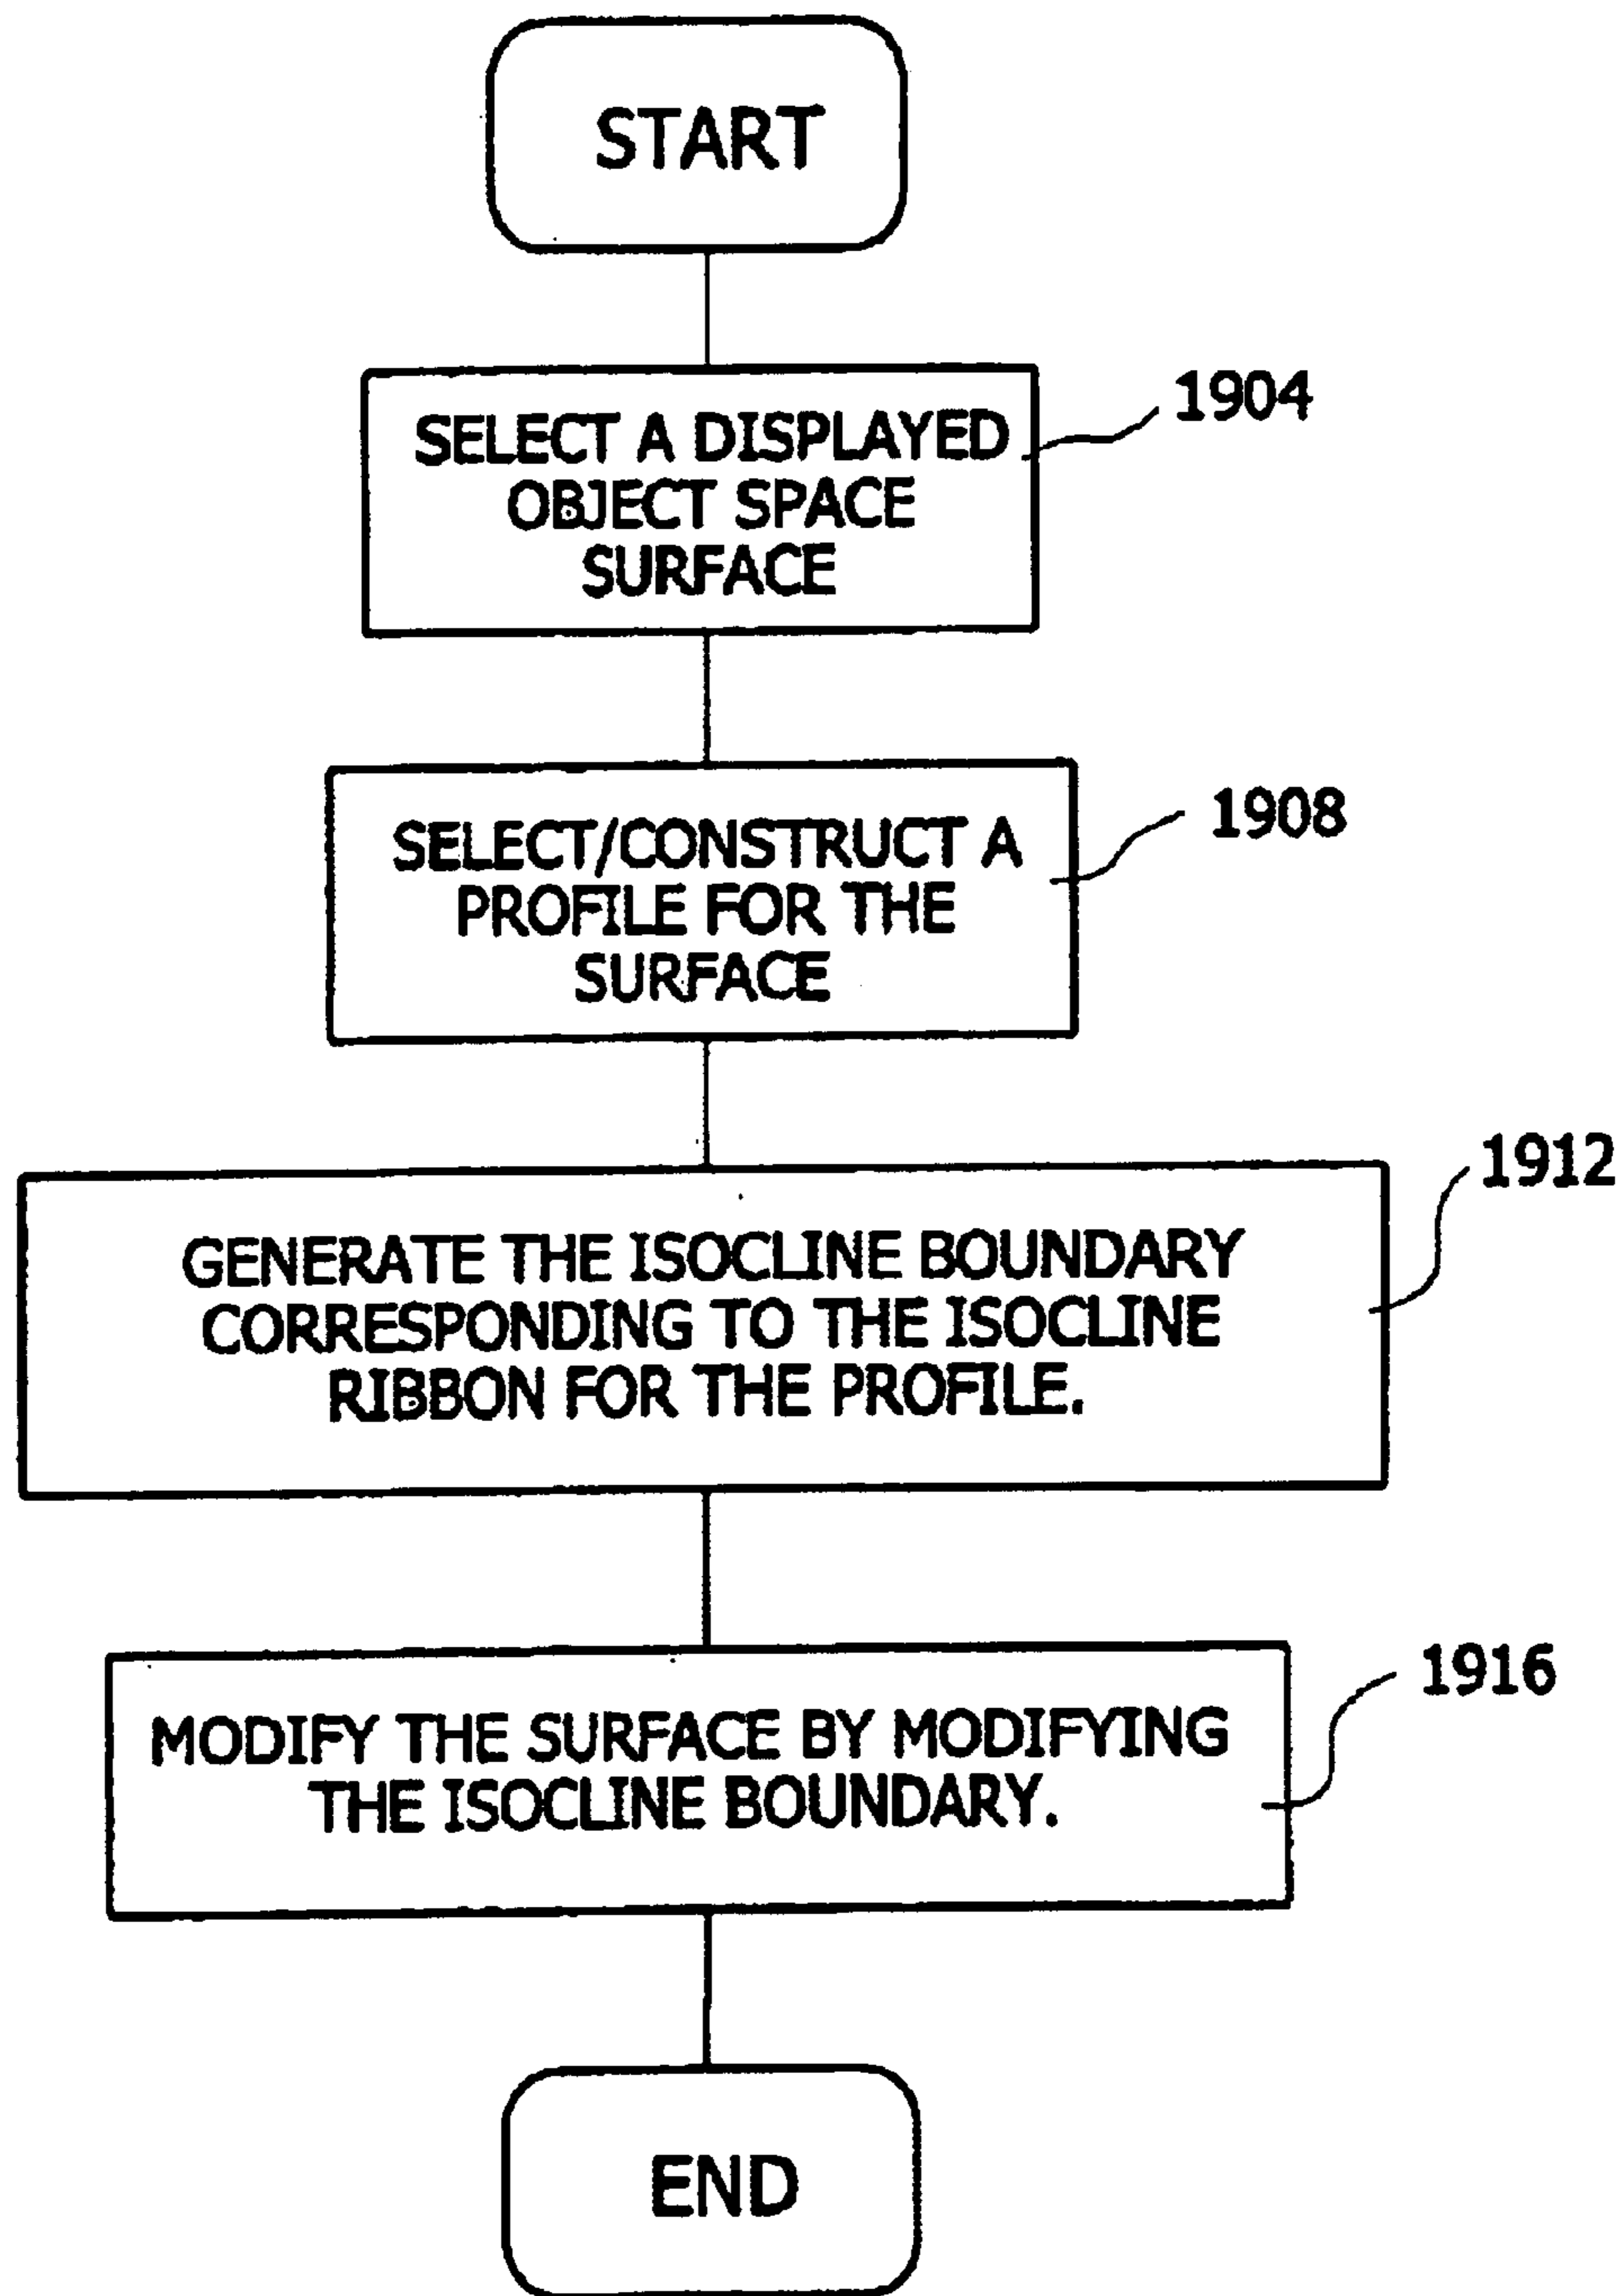 START
SELECT A DISPLAYED
OBJECT SPACE
SURFACE
1904
SELECT/CONSTRUCT A
PROFILE FOR THE
SURFACE
1908
GENERATE THE ISOCLINE BOUNDARY
CORRESPONDING TO THE ISOCLINE
RIBBON FOR THE PROFILE.
1912
MODIFY THE SURFACE BY MODIFYING
THE ISOCLINE BOUNDARY.
1916
END